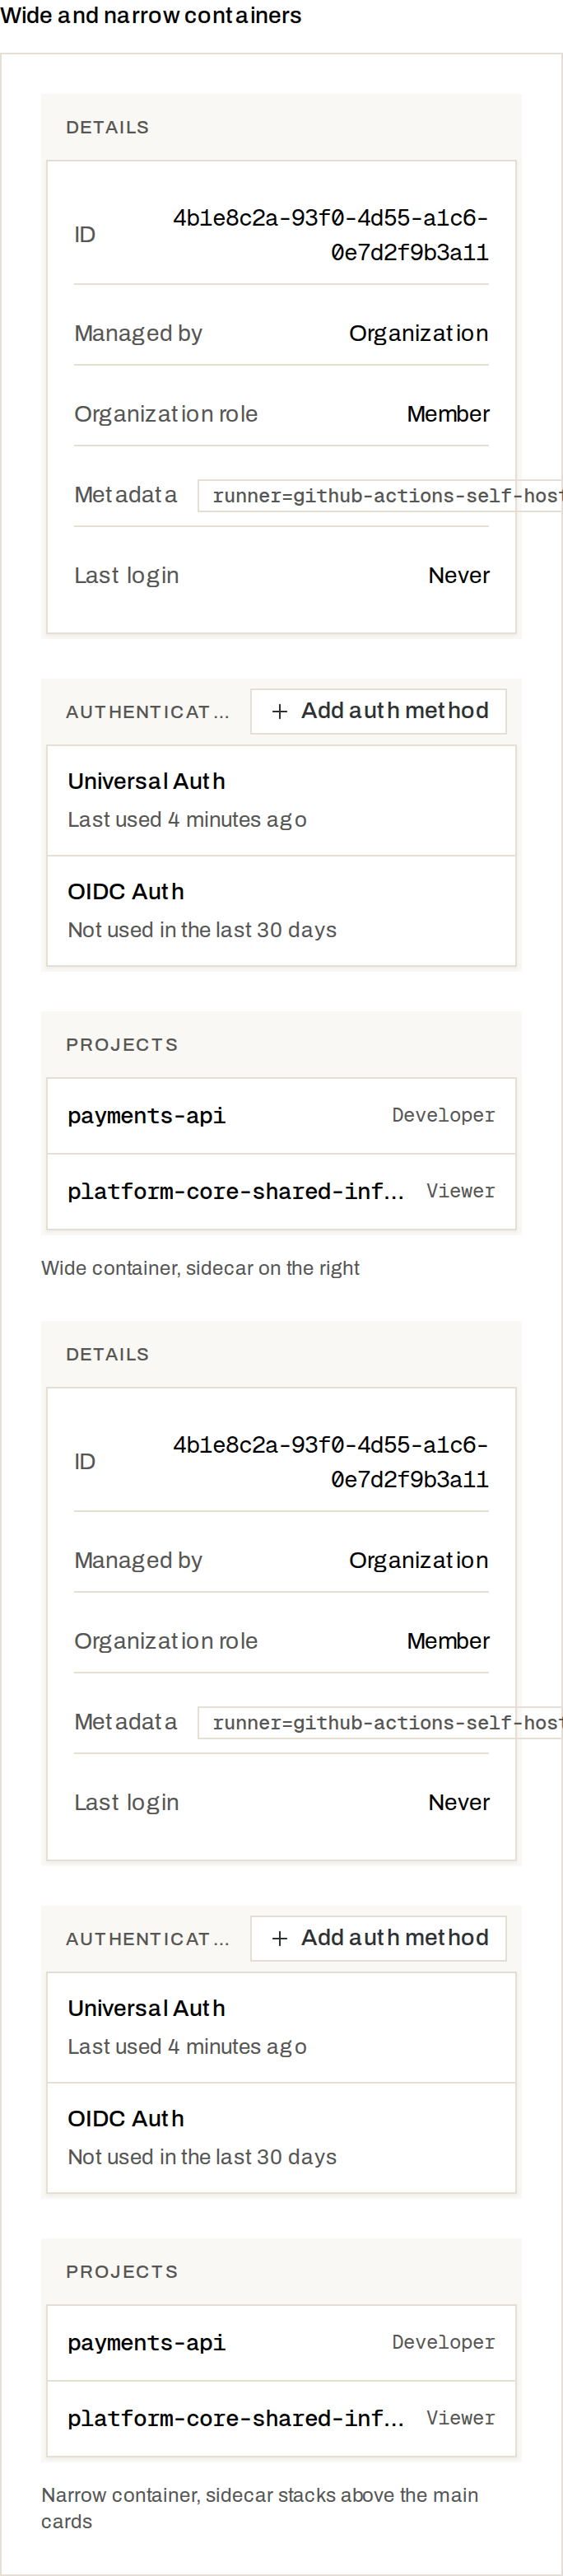 Wide and narrow containers
DETAILS
ID
4b1e8c2a-93f0-4d55-a1c6-
0e7d2f9b3a11
Managed by Organization
Organization role Member
Metadata runner=github-actions-self-host
Last login Never
AUTHENTICAT... + Add auth method
Universal Auth
Last used 4 minutes ago
OIDC Auth
Not used in the last 30 days
PROJECTS
payments-api Developer
platform-core-shared-inf... Viewer
Wide container, sidecar on the right
DETAILS
ID
4b1e8c2a-93f0-4d55-a1c6-
0e7d2f9b3a11
Managed by Organization
Organization role Member
Metadata runner=github-actions-self-host
Last login Never
AUTHENTICAT... + Add auth method
Universal Auth
Last used 4 minutes ago
OIDC Auth
Not used in the last 30 days
PROJECTS
payments-api Developer
platform-core-shared-inf... Viewer
Narrow container, sidecar stacks above the main
cards